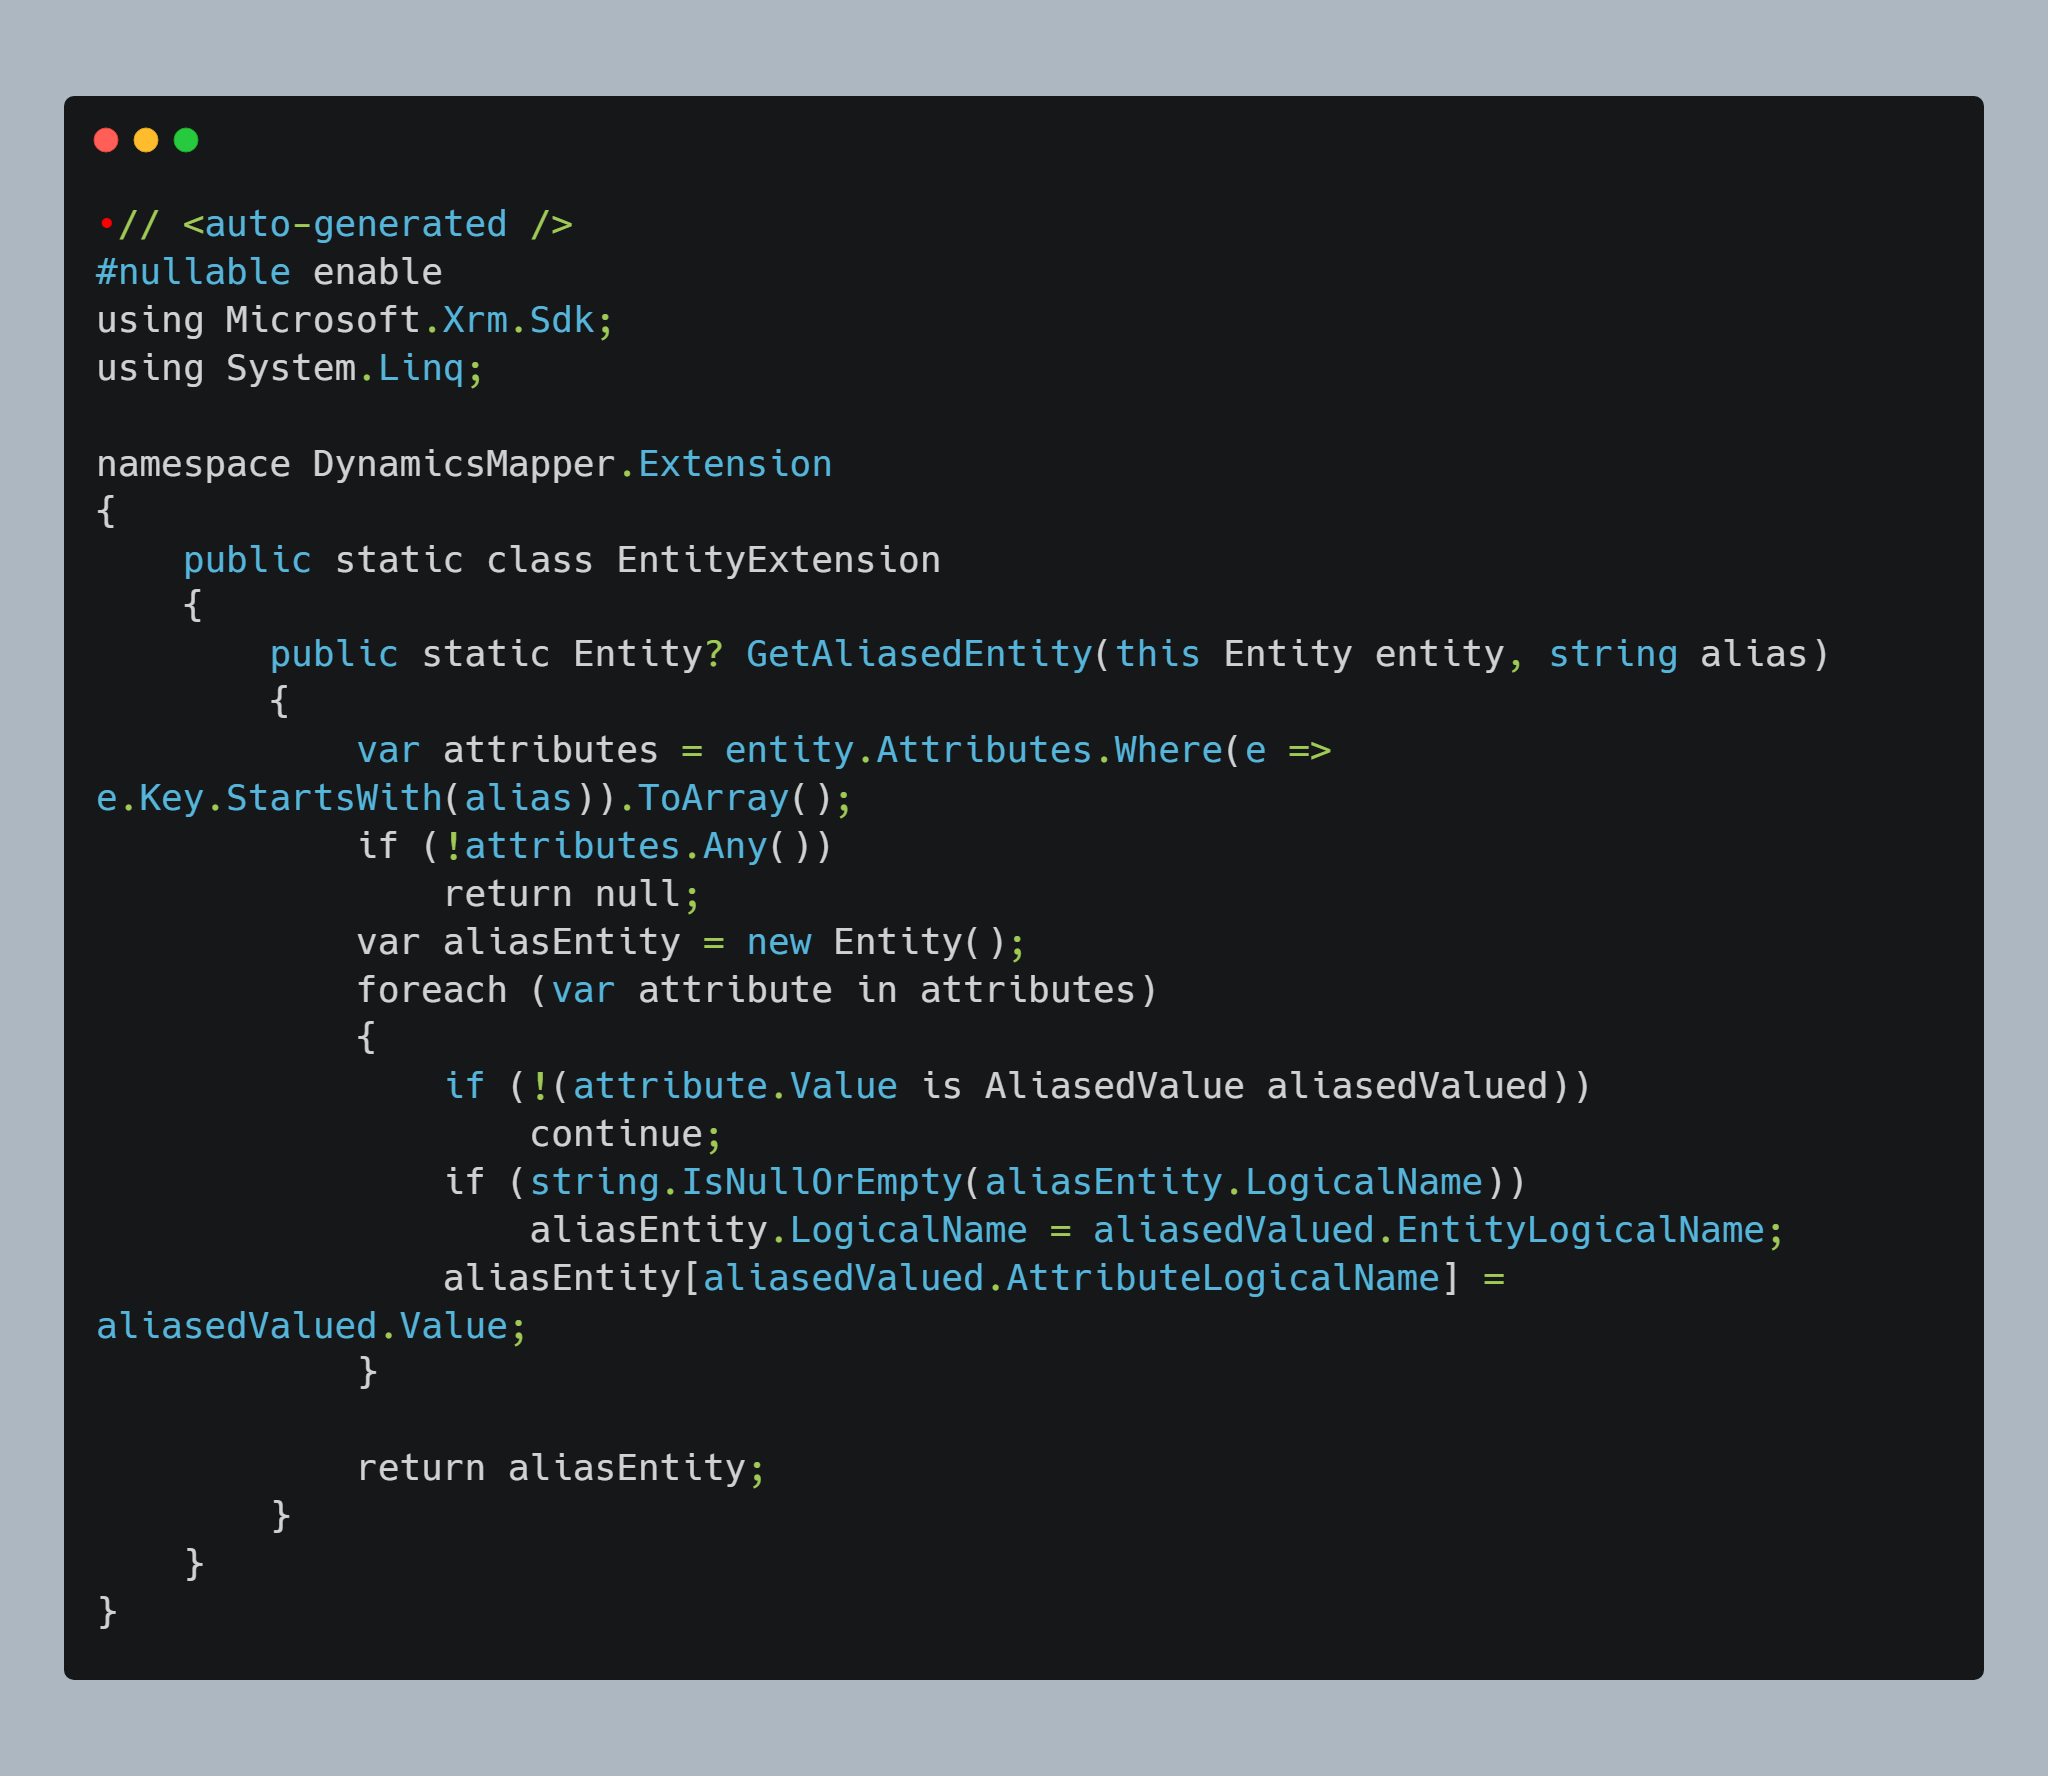 •// <auto-generated />
#nullable enable
using Microsoft.Xrm.Sdk;
using System.Linq;

namespace DynamicsMapper.Extension
{
    public static class EntityExtension
    {
        public static Entity? GetAliasedEntity(this Entity entity, string alias)
        {
            var attributes = entity.Attributes.Where(e =>
e.Key.StartsWith(alias)).ToArray();
            if (!attributes.Any())
                return null;
            var aliasEntity = new Entity();
            foreach (var attribute in attributes)
            {
                if (!(attribute.Value is AliasedValue aliasedValued))
                    continue;
                if (string.IsNullOrEmpty(aliasEntity.LogicalName))
                    aliasEntity.LogicalName = aliasedValued.EntityLogicalName;
                aliasEntity[aliasedValued.AttributeLogicalName] =
aliasedValued.Value;
            }

            return aliasEntity;
        }
    }
}